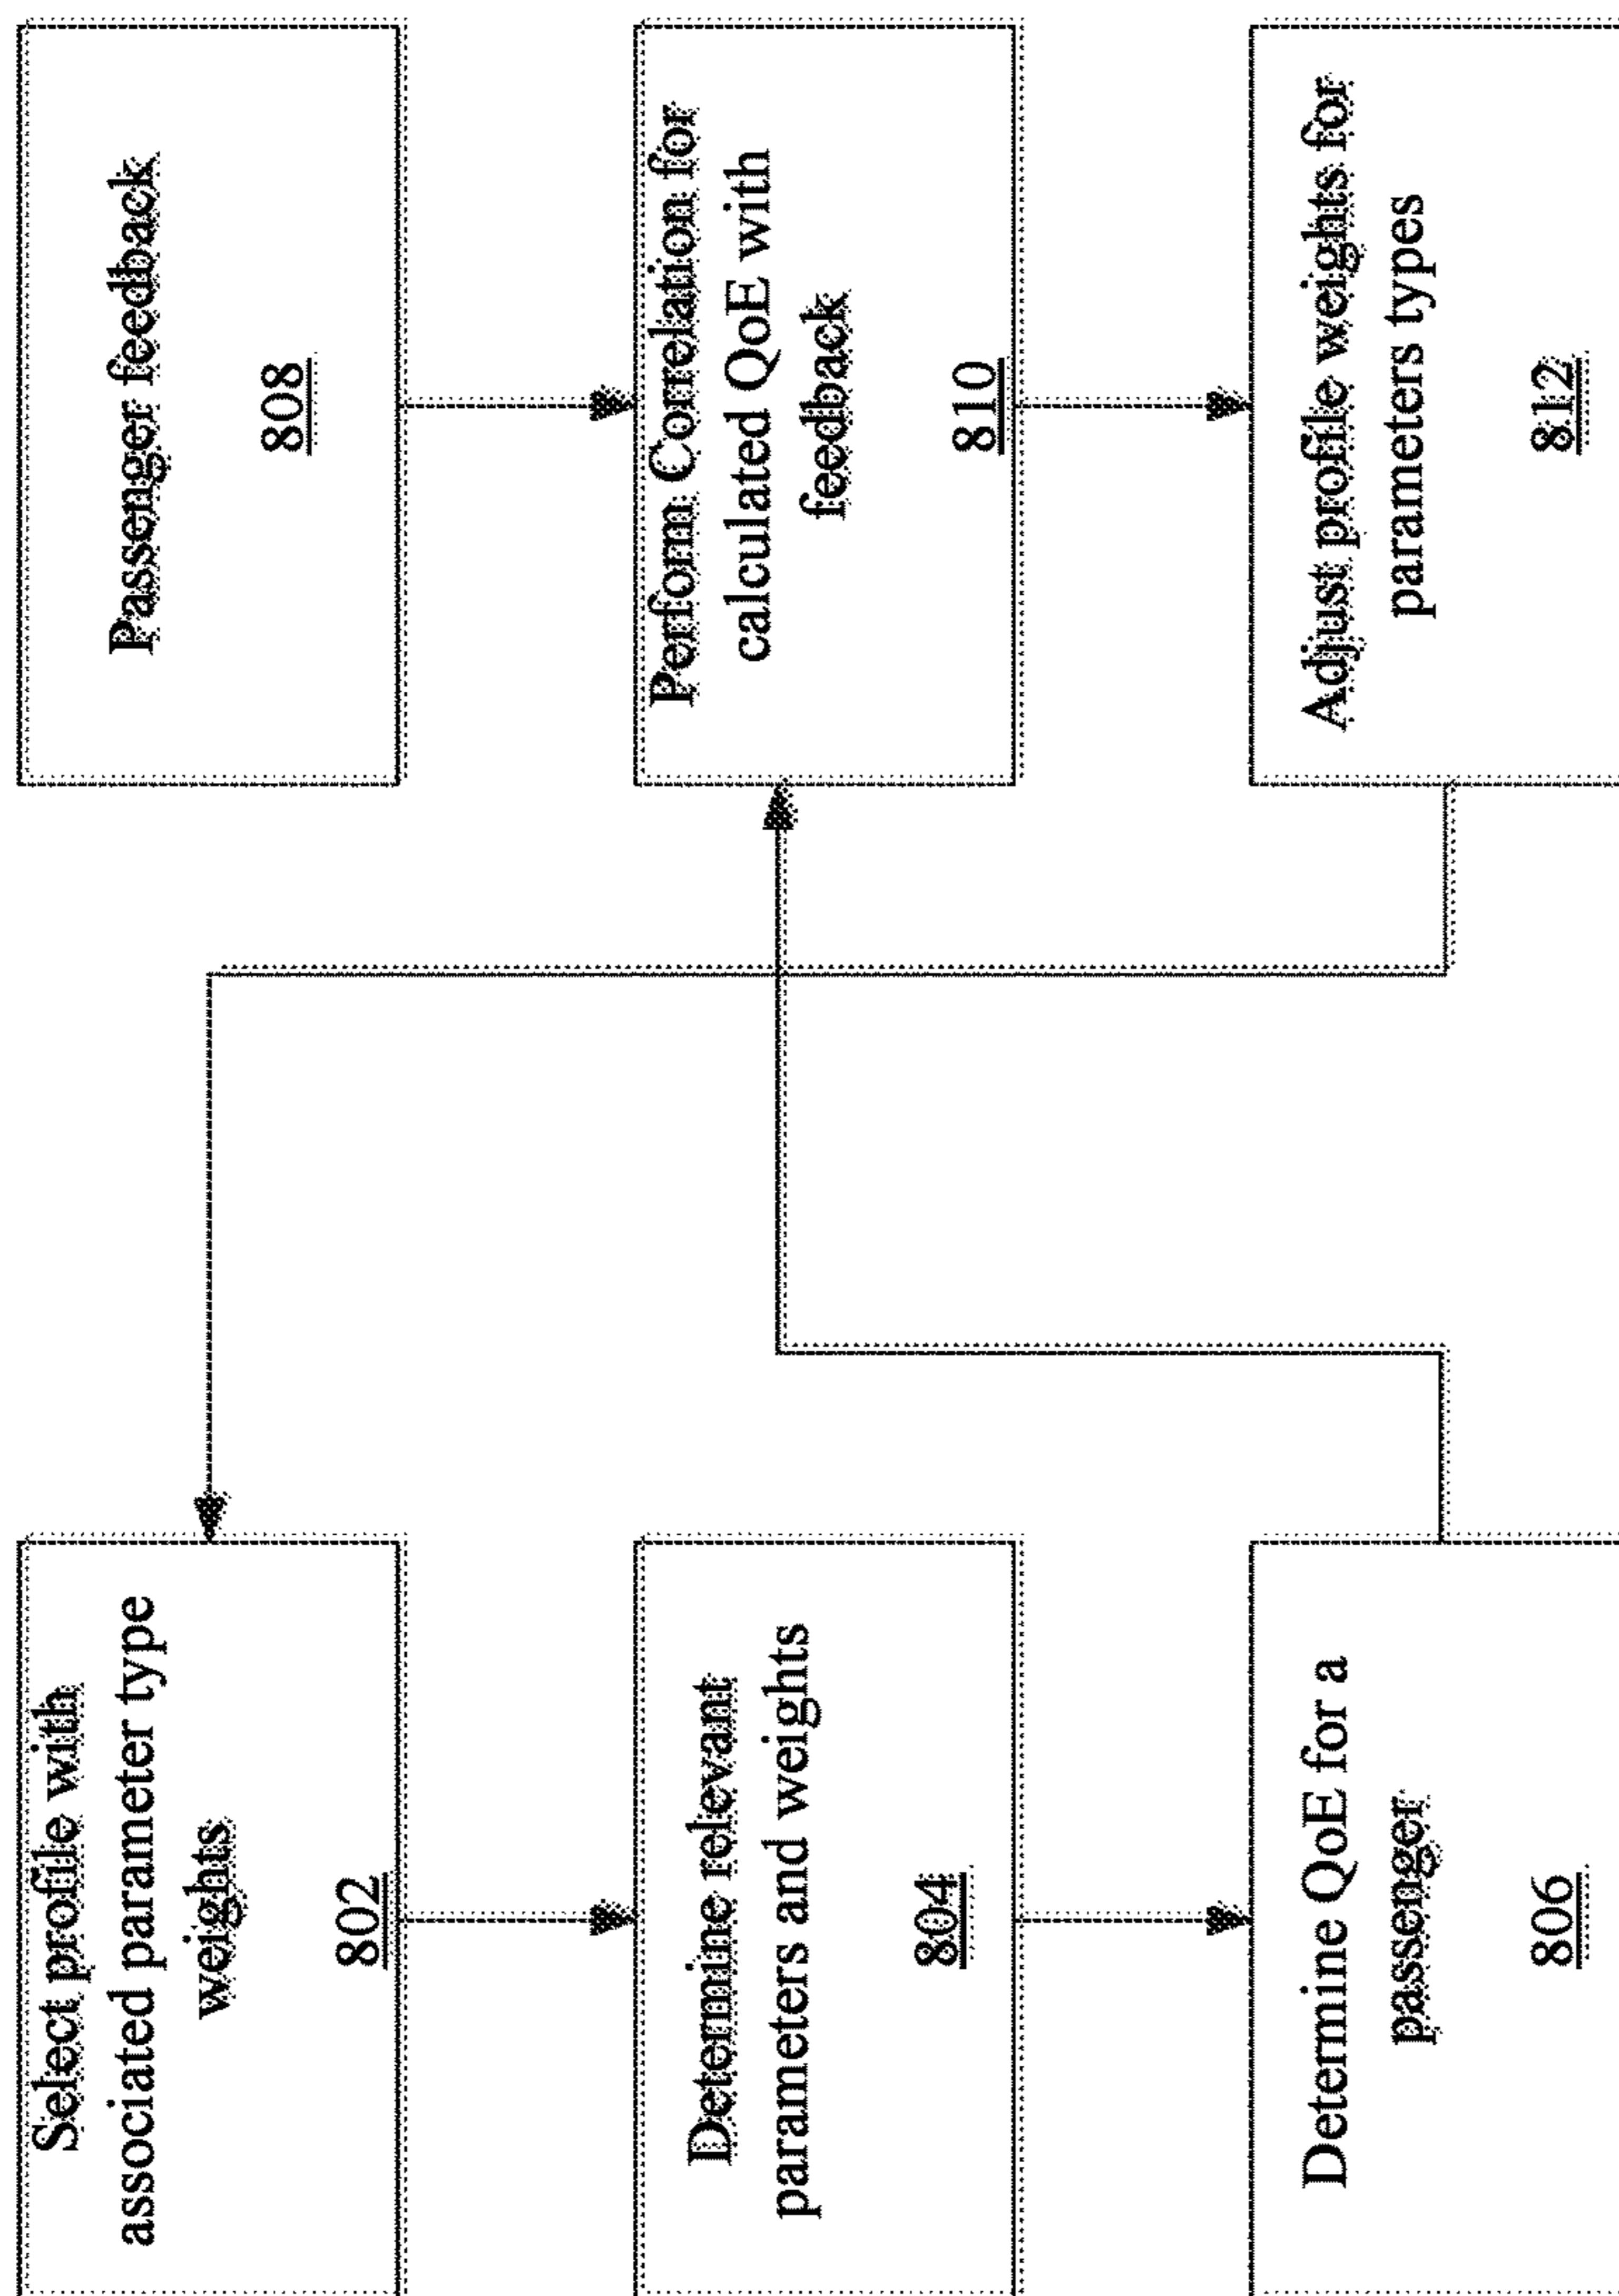 Select profile with
associated parameter type
weights
802
Determine relevant
parameters and weights
804
Determine QoE for a
passenger
806
Passenger feedback
808
Perform Correlation for
calculated QoE with
feedback
810
Adjust profile weights for
parameters types
812